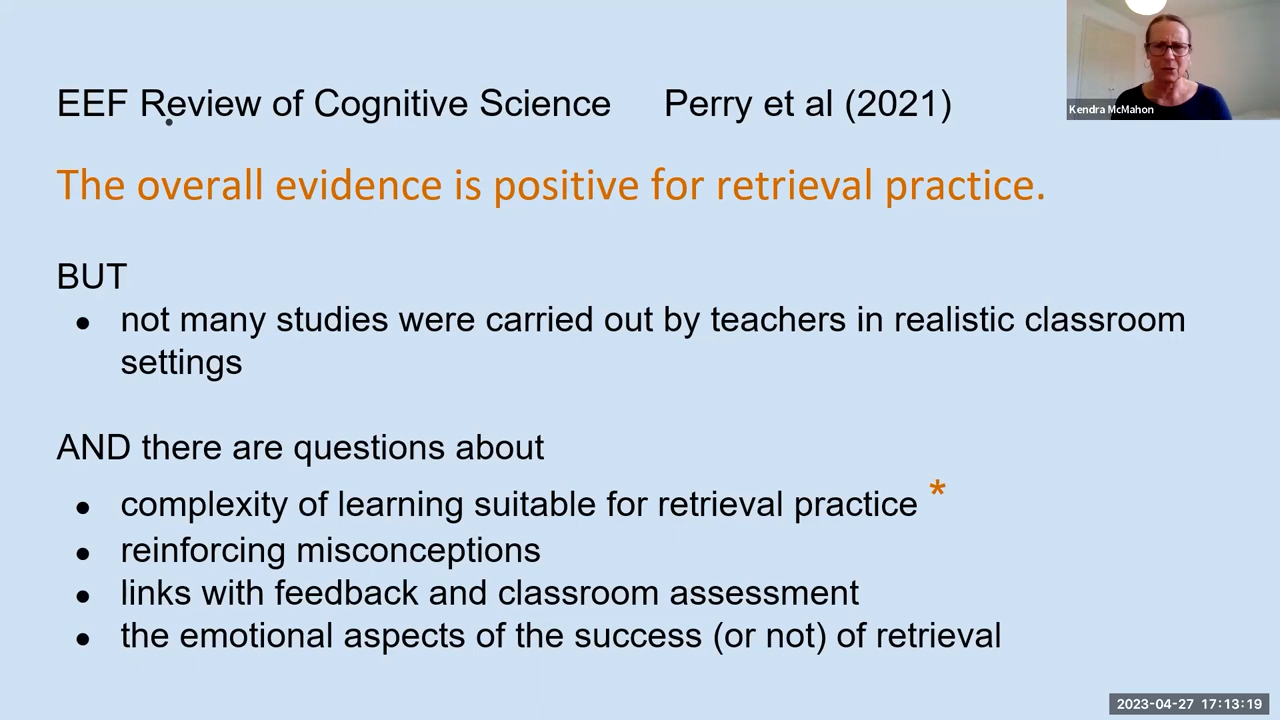 EEF Review of Cognitive Science Perry et al (2021)
Kendra McMahon
The overall evidence is positive for retrieval practice.
BUT
● not many studies were carried out by teachers in realistic classroom
settings
AND there are questions about
● complexity of learning suitable for retrieval practice *
● reinforcing misconceptions
● links with feedback and classroom assessment
● the emotional aspects of the success (or not) of retrieval
2023-04-27 17:13:19